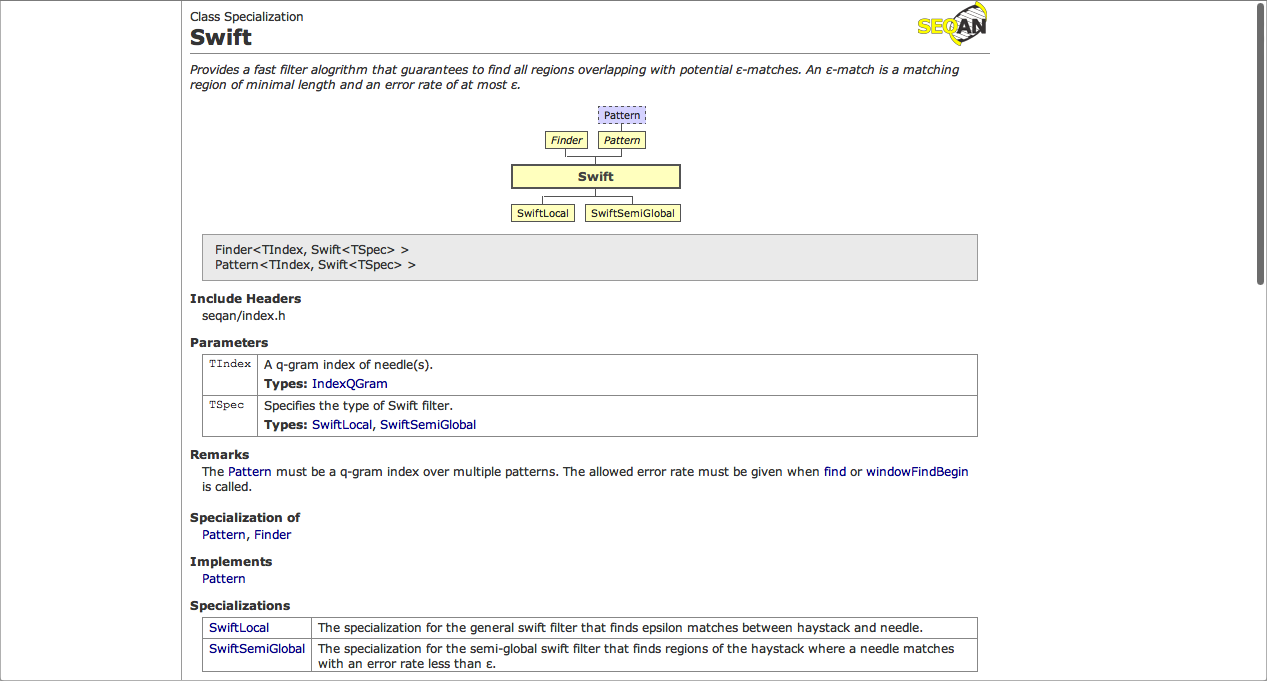 Class Specialization
SEQAN
Swift
Provides a fast filter alogrithm that guarantees to find all regions overlapping with potential ε-matches. An ε-match is a matching
region of minimal length and an error rate of at most ε.
Pattern
Finder Pattern
Swift
SwiftLocal SwiftSemiGlobal
Finder<TIndex, Swift<TSpec> >
Pattern<TIndex, Swift<TSpec> >
Include Headers
seqan/index.h
Parameters
TIndex A q-gram index of needle(s).
Types: IndexQGram
TSpec Specifies the type of Swift filter.
Types: SwiftLocal, SwiftSemiGlobal
Remarks
The Pattern must be a q-gram index over multiple patterns. The allowed error rate must be given when find or windowFindBegin
is called.
Specialization of
Pattern, Finder
Implements
Pattern
Specializations
SwiftLocal The specialization for the general swift filter that finds epsilon matches between haystack and needle.
SwiftSemiGlobal The specialization for the semi-global swift filter that finds regions of the haystack where a needle matches
with an error rate less than ε.